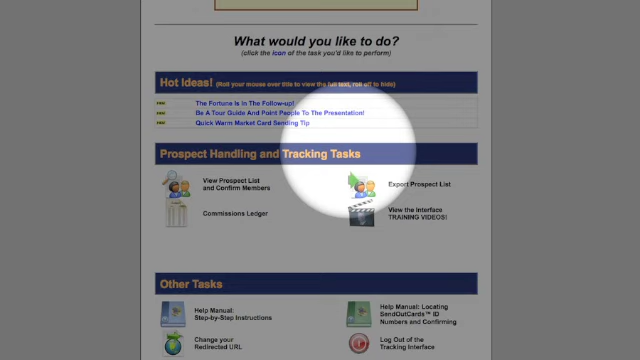 What would you like to do?
(click the icon of the task you'd like to perform)
Hot Ideas! (Roll your mouse over title to view the full text, roll off to hide)
The Fortune Is In The Follow-up!
Be A Tour Guide And Point People To The Presentation!
Quick Warm Market Card Sending Tip
Prospect Handling and Tracking Tasks
View Prospect List
and Confirm Members
Export Prospect List
Commissions Ledger
View the Interface
TRAINING VIDEOS!
Other Tasks
Help Manual:
Step-by-Step Instructions
Help Manual: Locating
SendOutCards™ ID
Numbers and Confirming
Change your
Redirected URL
Log Out of the
Tracking Interface